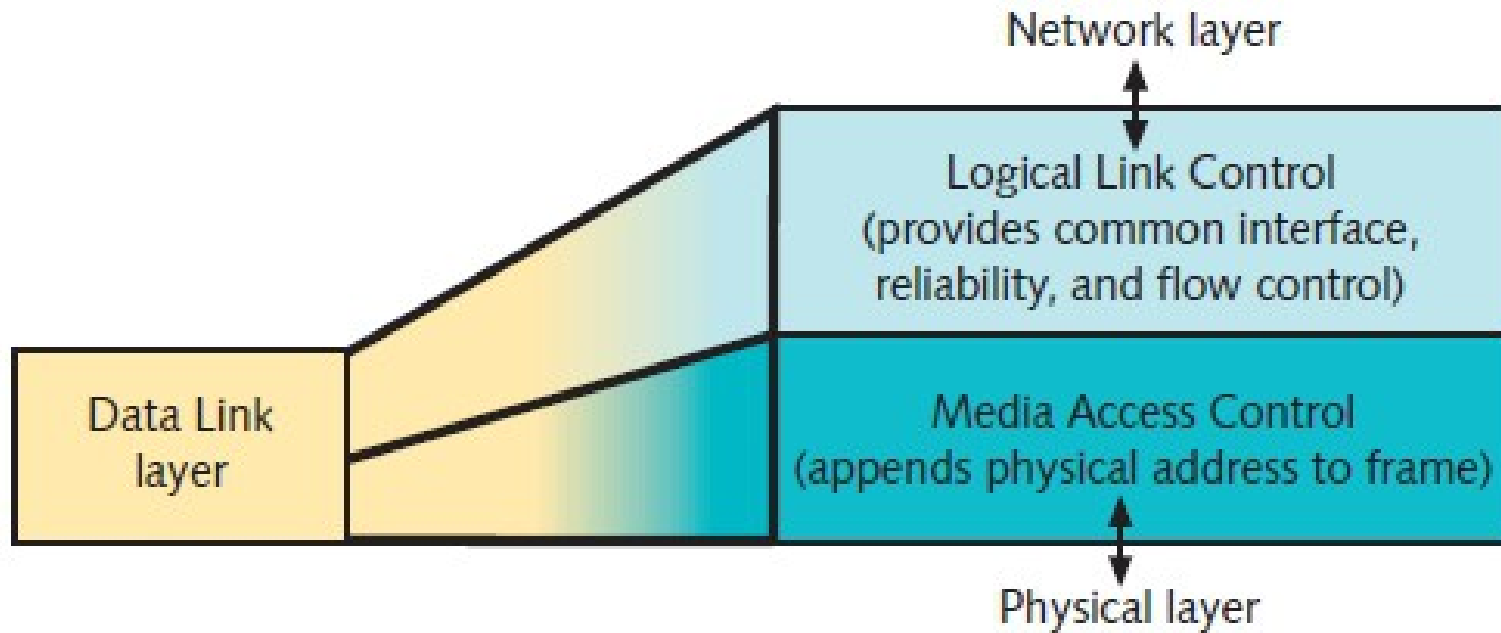 Network layer
Logical Link Control
(provides common interface,
reliability, and flow control)
Data Link
layer
Media Access Control
(appends physical address to frame)
Physical layer